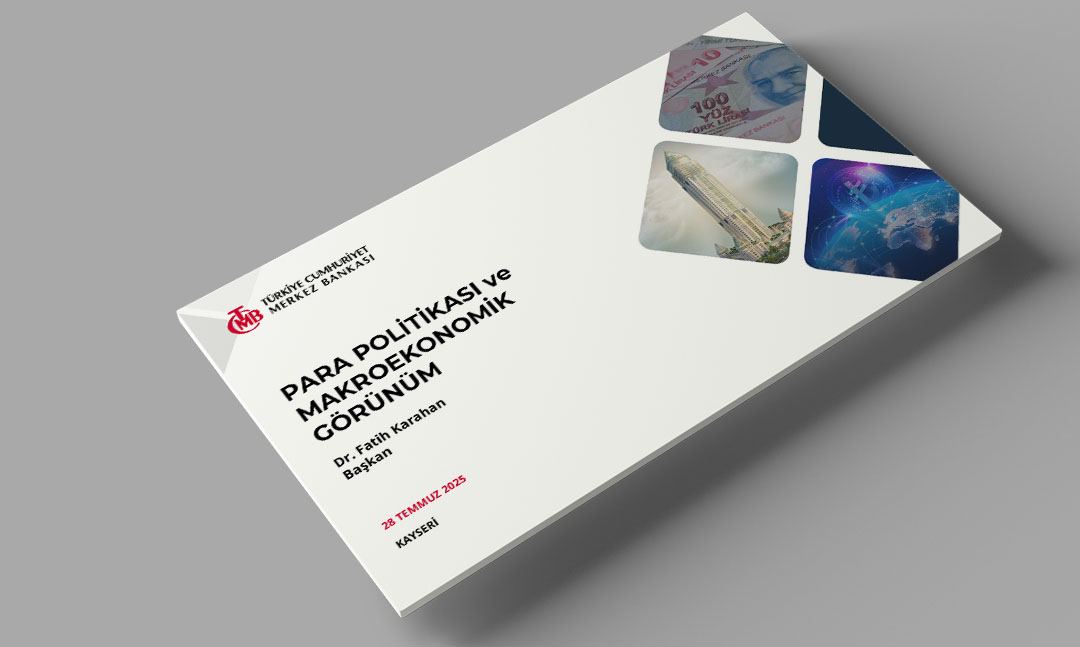 TÜRKİYE CUMHURİYET
MERKEZ BANKASI
TCMB
PARA POLİTİKASI ve
MAKROEKONOMİK
GÖRÜNÜM
Dr. Fatih Karahan
Başkan
28 TEMMUZ 2025
KAYSERİ
10
100
YÜZ
TÜRK LİRASI